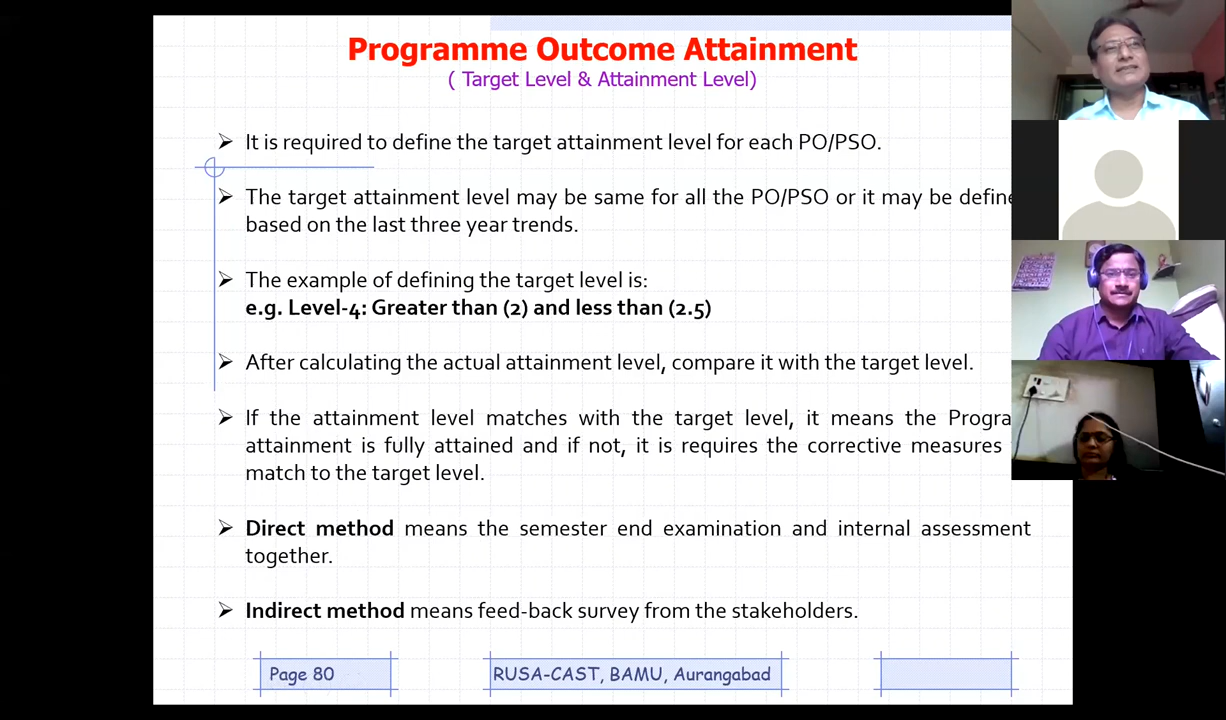 Programme Outcome Attainment
( Target Level & Attainment Level)
➢ It is required to define the target attainment level for each PO/PSO.
➢ The target attainment level may be same for all the PO/PSO or it may be define
based on the last three year trends.
➢ The example of defining the target level is:
e.g. Level-4: Greater than (2) and less than (2.5)
➢ After calculating the actual attainment level, compare it with the target level.
➢ If the attainment level matches with the target level, it means the Progra
attainment is fully attained and if not, it is requires the corrective measures
match to the target level.
➢ Direct method means the semester end examination and internal assessment
together.
➢ Indirect method means feed-back survey from the stakeholders.
Page 80
RUSA-CAST, BAMU, Aurangabad